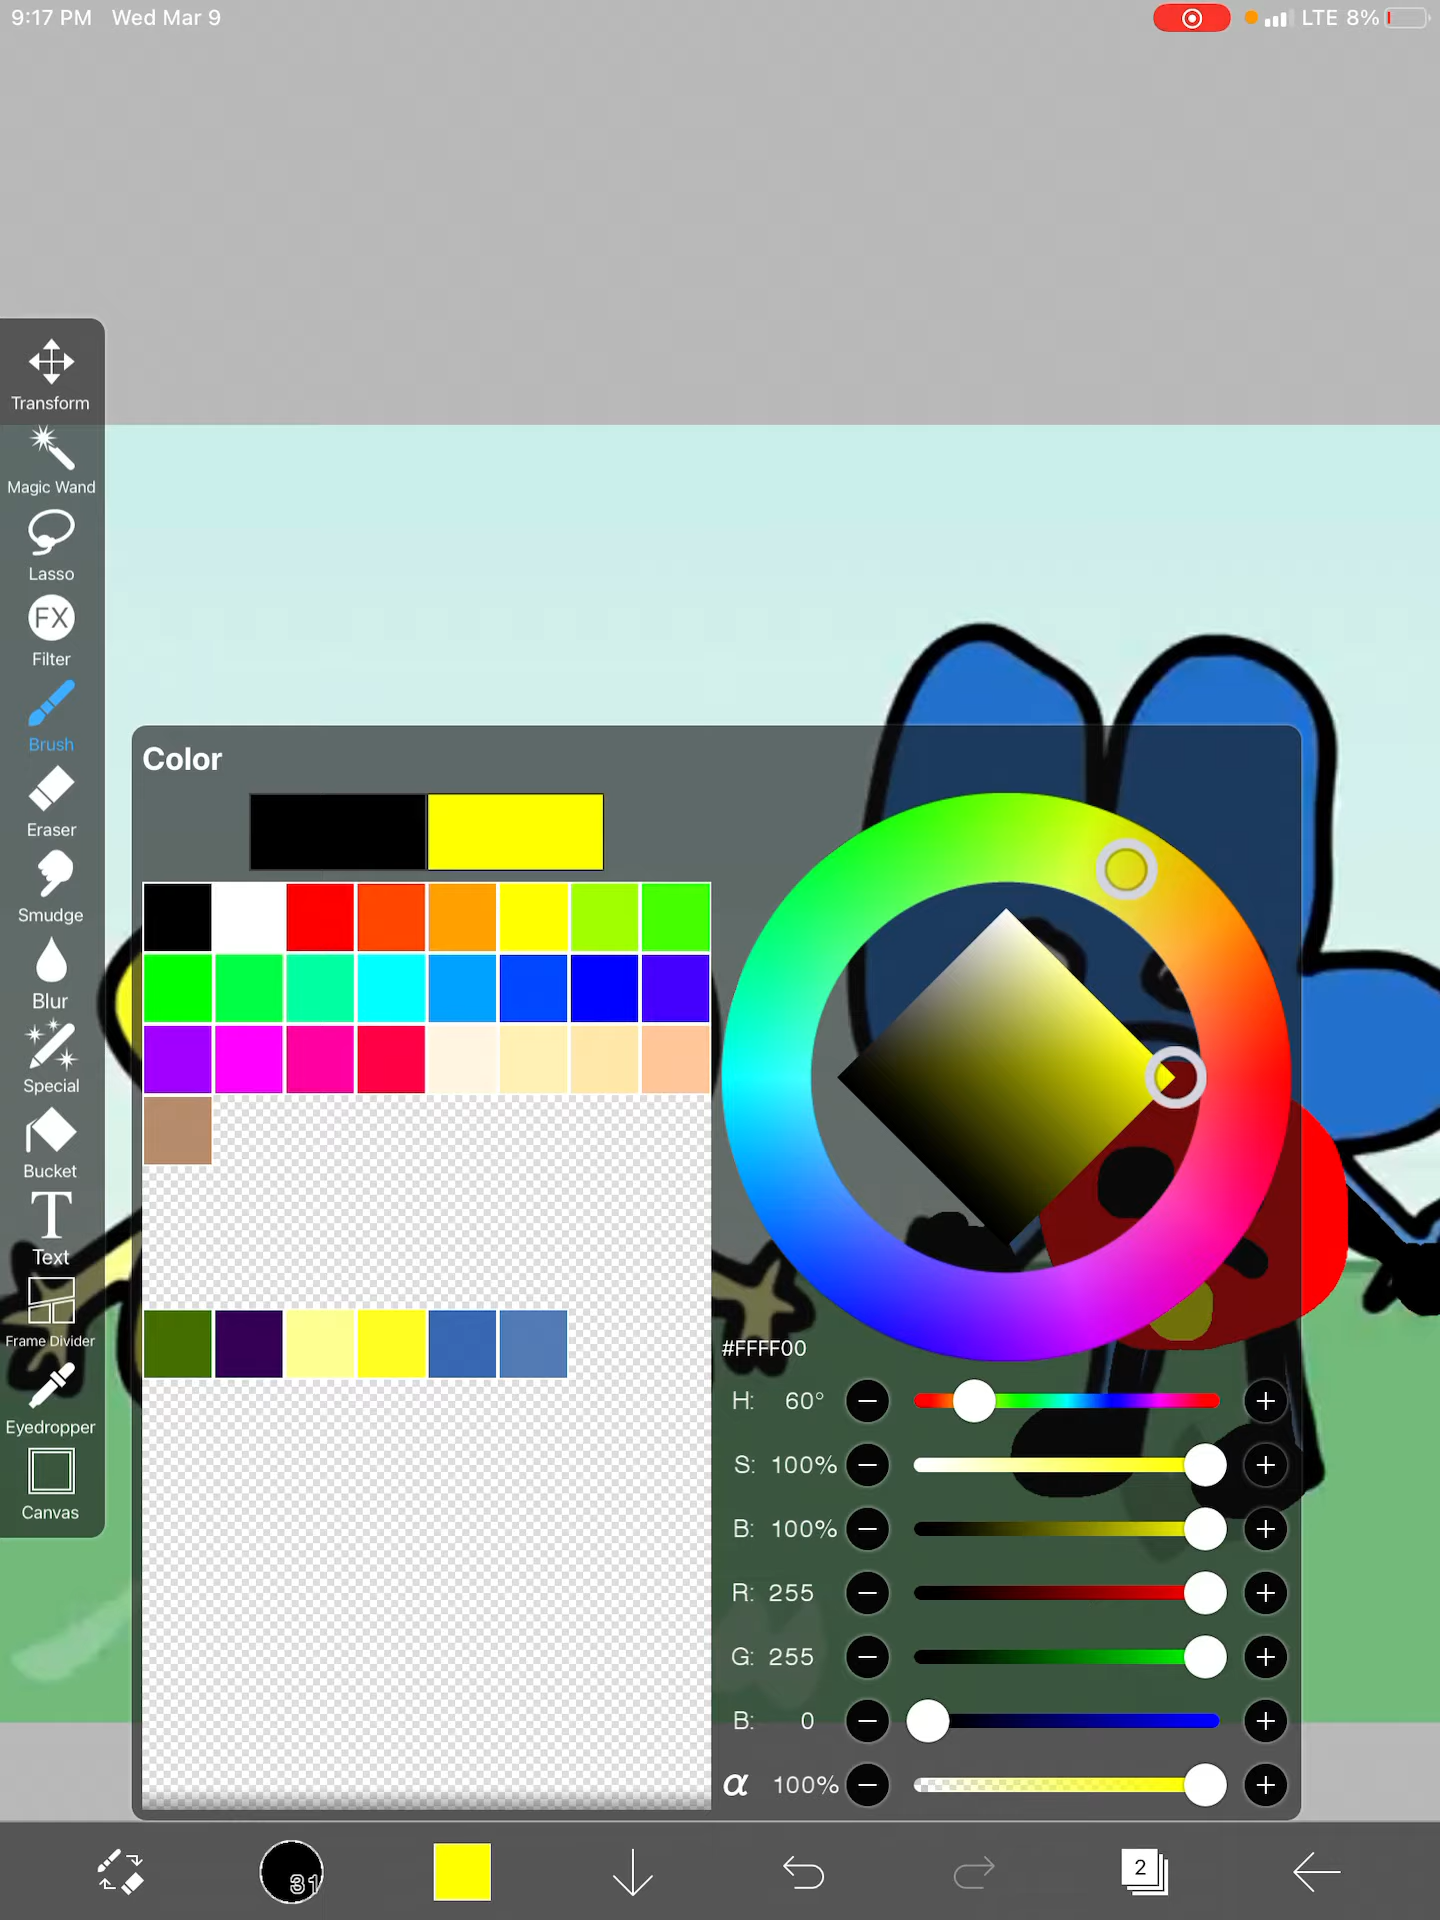 9:17 PM Wed Mar 9
LTE 8%
Transform
Magic Wand
Lasso
FX
Filter
Brush
Eraser
Smudge
Blur
Special
Bucket
T
Text
Frame Divider
Eyedropper
Canvas
Color
#FFFF00
H: 60°
S: 100%
B: 100%
R: 255
G: 255
B: 0
α 100%
31
2